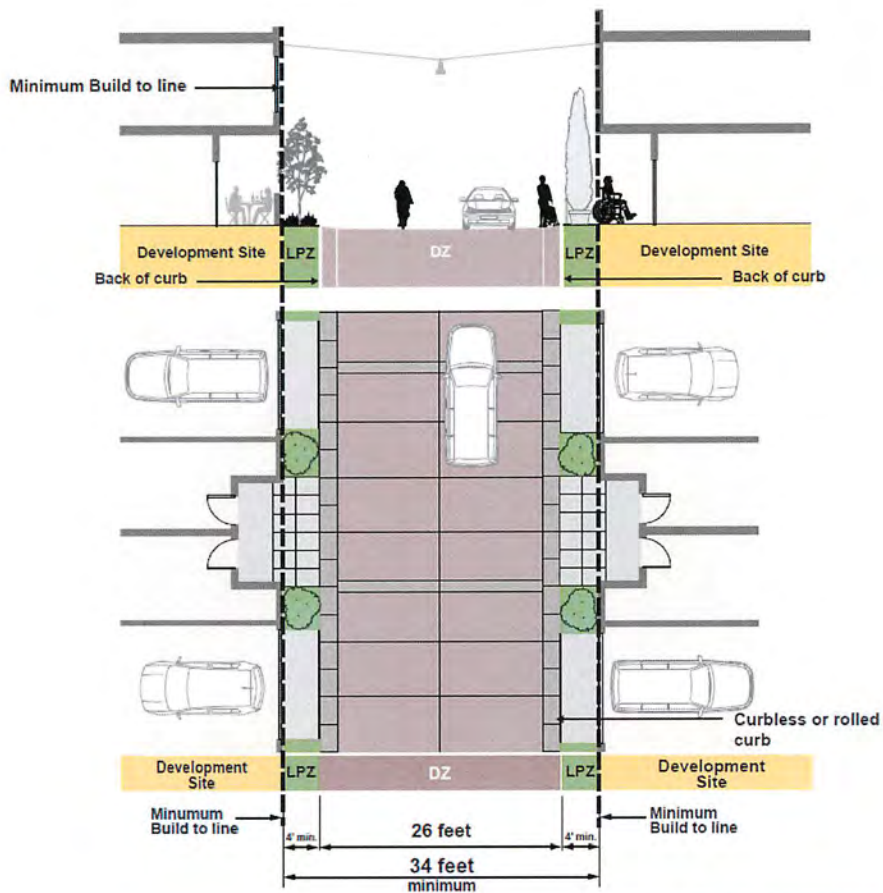 Minimum Build to line
Development Site
LPZ
DZ
LPZ
Development Site
Back of curb
Back of curb
Curbless or rolled
curb
Development
Site
LPZ
DZ
LPZ
Development
Site
Minumum
Build to line
Minimum
Build to line
4' min.
26 feet
4' min.
34 feet
minimum